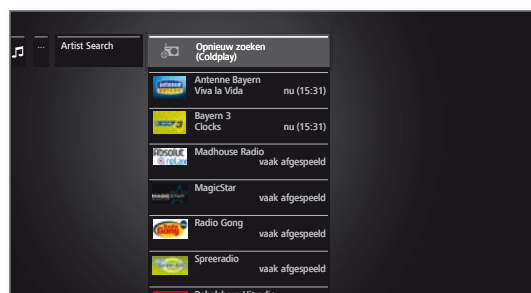 ... Artist Search
Opnieuw zoeken
(Coldplay)
Antenne Bayern
Viva la Vida nu (15:31)
Bayern 3
Clocks nu (15:31)
Madhouse Radio
vaak afgespeeld
MagicStar
vaak afgespeeld
Radio Gong
vaak afgespeeld
Spreeradio
vaak afgespeeld